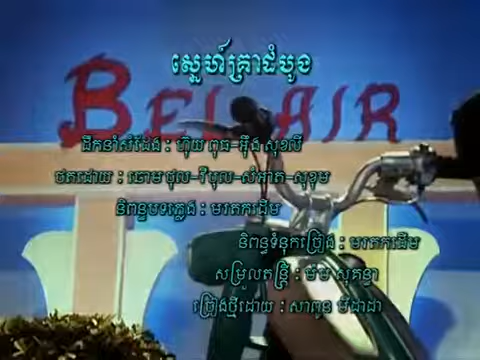 ស្នេហ៍គ្រាដំបូង
BEL AIR
ដឹកនាំសំដែង : ហ៊ុយ ពុធ-អ៊ឹង សុខលី
ថតដោយ : ចោមផុល-វិបុល-សំអាត-សុខុម
និពន្ធបទភ្លេង : មរតកដើម
និពន្ធទំនុកច្រៀង : មរតកដើម
សម្រួលតន្ត្រី : ម៉ម សុគន្ធា
ច្រៀងថ្មីដោយ : សាពូន មីដាដា